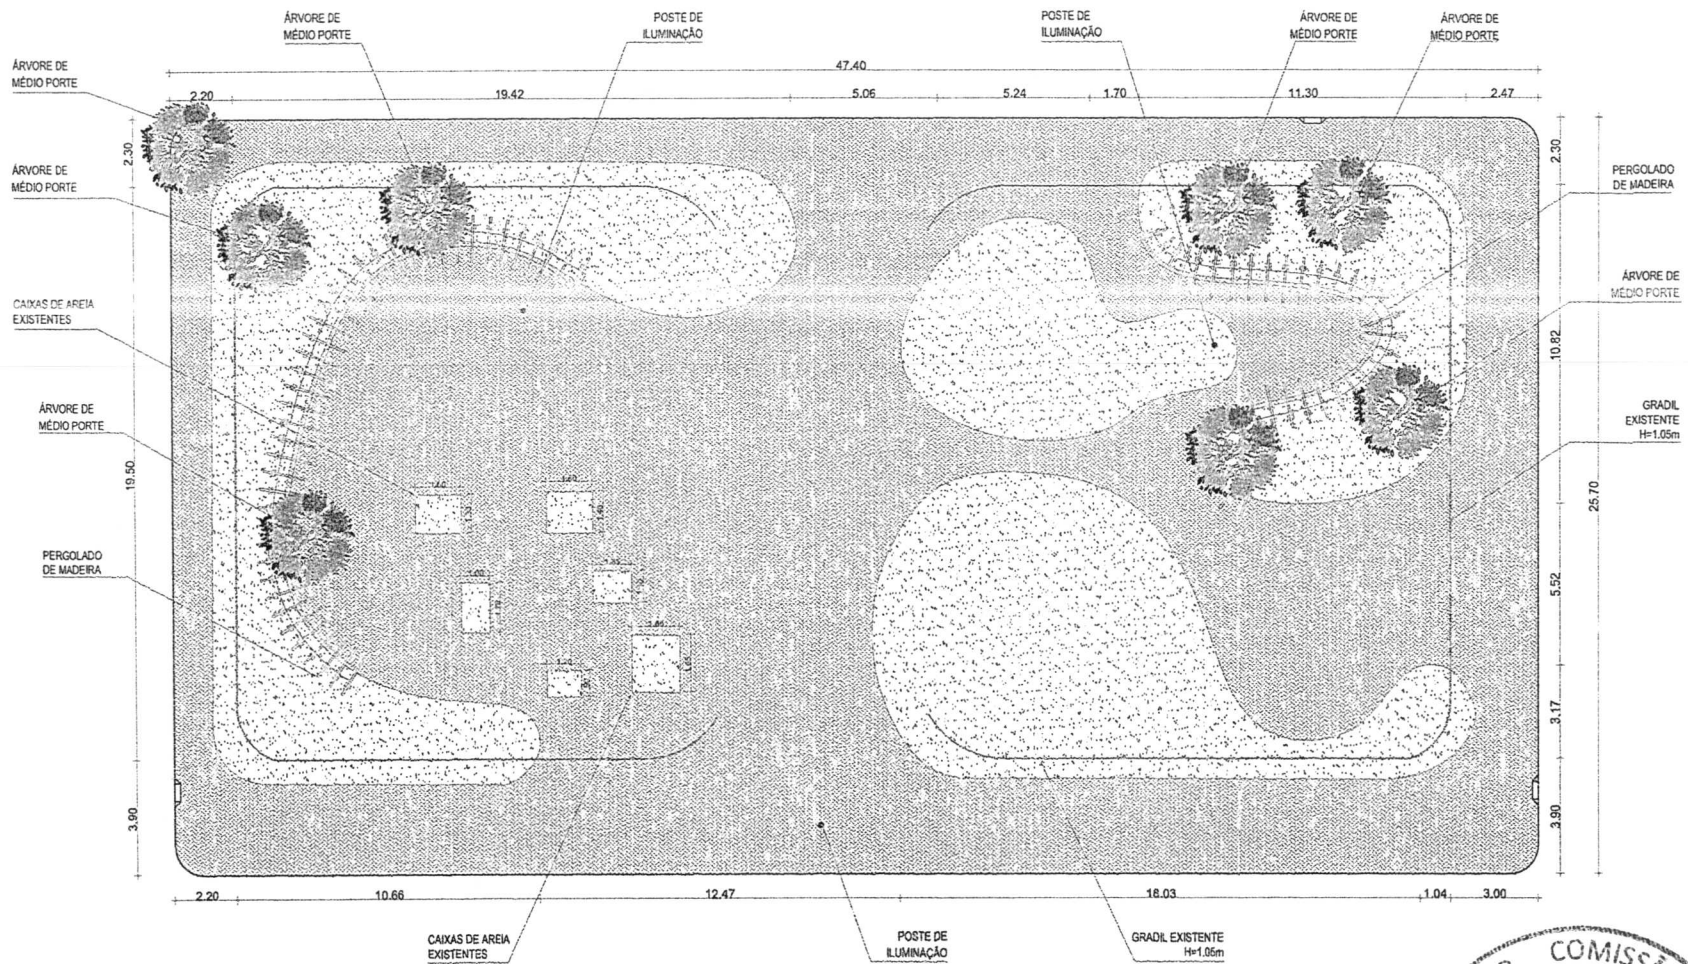 ÁRVORE DE
MÉDIO PORTE
POSTE DE
ILUMINAÇÃO
POSTE DE
ILUMINAÇÃO
ÁRVORE DE
MÉDIO PORTE
ÁRVORE DE
MÉDIO PORTE
ÁRVORE DE
MÉDIO PORTE
47.40
2.20
19.42
5.06
5.24
1.70
11.30
2.47
2.30
2.30
ÁRVORE DE
MÉDIO PORTE
PERGOLADO
DE MADEIRA
CAIXAS DE AREIA
EXISTENTES
ÁRVORE DE
MÉDIO PORTE
10.82
ÁRVORE DE
MÉDIO PORTE
GRADIL
EXISTENTE
H=1.05m
19.50
25.70
PERGOLADO
DE MADEIRA
5.52
3.17
3.90
3.90
2.20
10.66
12.47
18.03
1.04
3.00
CAIXAS DE AREIA
EXISTENTES
POSTE DE
ILUMINAÇÃO
GRADIL EXISTENTE
H=1.05m